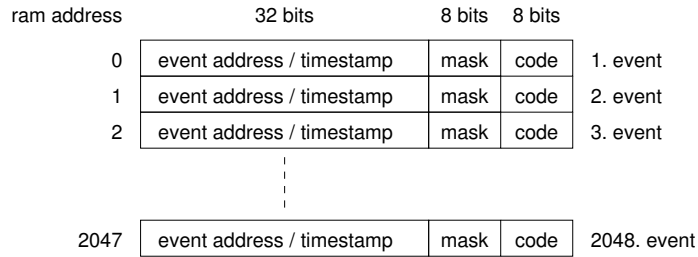 ram address 32 bits 8 bits 8 bits
0 event address / timestamp mask code 1. event
1 event address / timestamp mask code 2. event
2 event address / timestamp mask code 3. event
2047 event address / timestamp mask code 2048. event